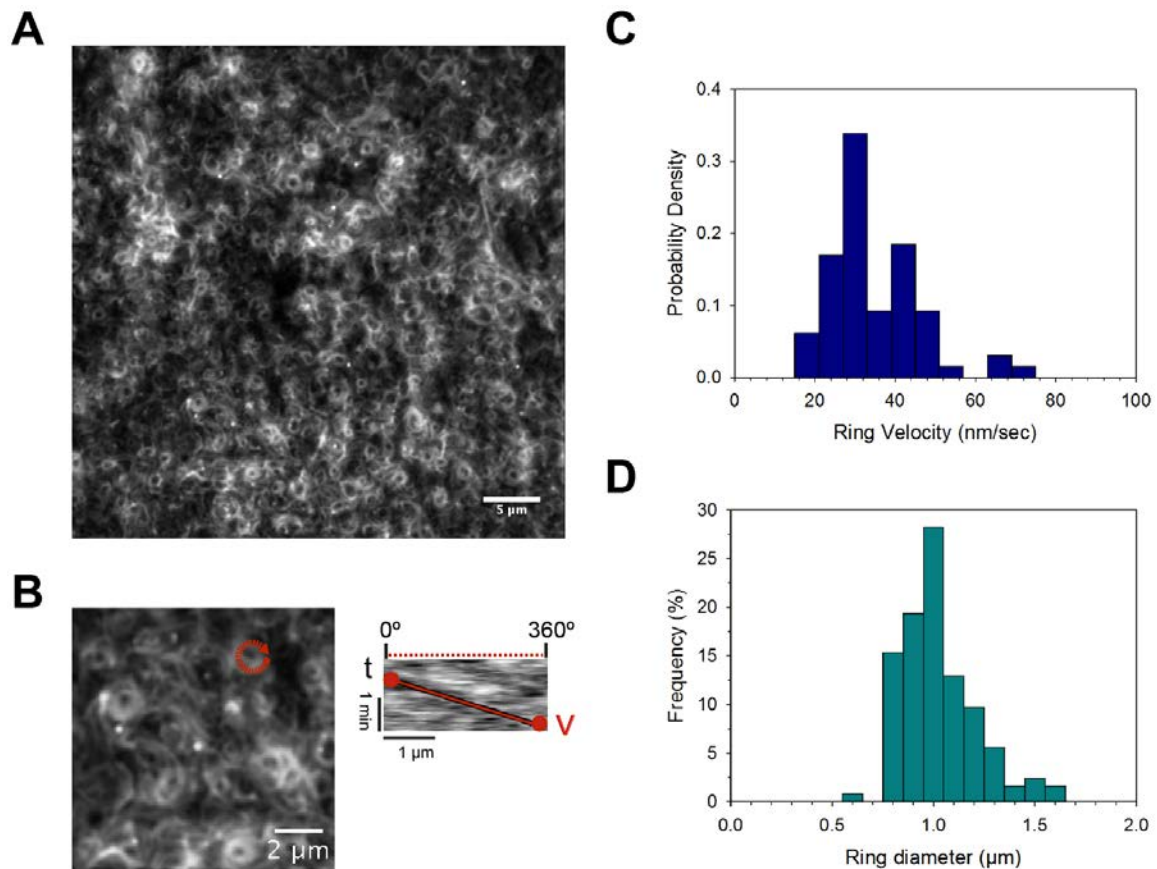 A
5 µm
B
2 µm
0º
360º
t
1 min
1 µm
V
C
Probability Density
0.4
0.3
0.2
0.1
0.0
0 20 40 60 80 100
Ring Velocity (nm/sec)
D
Frequency (%)
30
25
20
15
10
5
0
0.0 0.5 1.0 1.5 2.0
Ring diameter (µm)